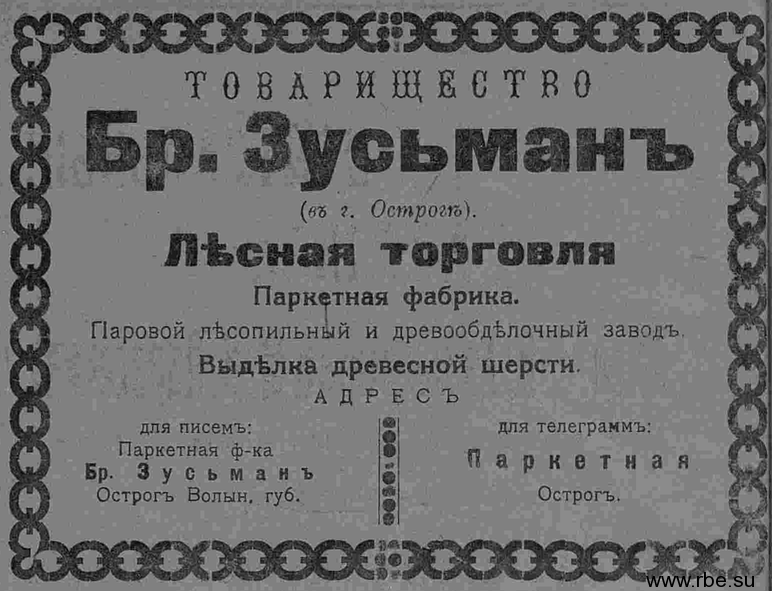 ТОВАРИЩЕСТВО
Бр. Зусьманъ
(въ г. Острогѣ).
Лѣсная торговля
Паркетная фабрика.
Паровой лѣсопильный и древообдѣлочный заводъ.
Выдѣлка древесной шерсти.
АДРЕСЪ
для писемъ:
Паркетная ф-ка
Бр. Зусьманъ
Острогъ Волын, губ.
для телеграммъ:
Паркетная
Острогъ.
www.rbe.su